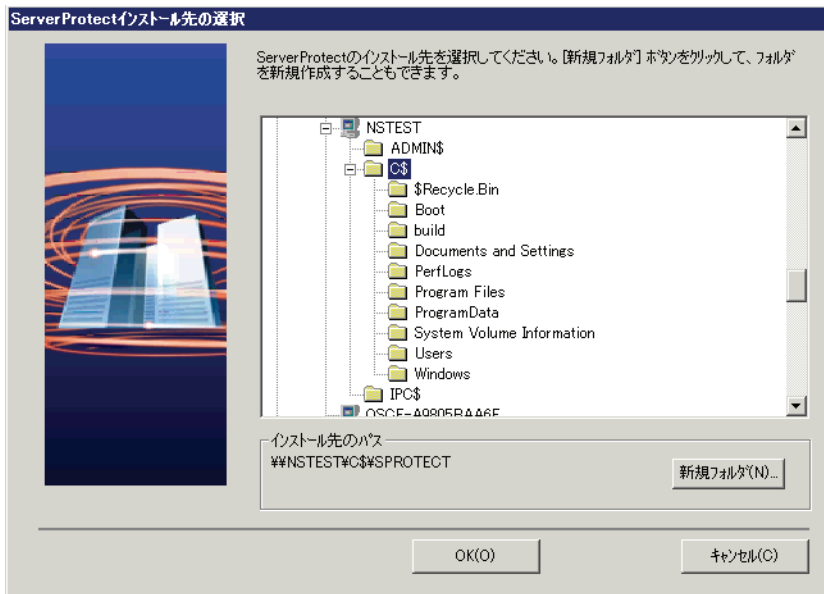 ServerProtectインストール先の選択
ServerProtectのインストール先を選択してください。[新規フォルダ] ボタンをクリックして、フォルダ
を新規作成することもできます。
NSTEST
ADMIN$
C$
$Recycle.Bin
Boot
build
Documents and Settings
PerfLogs
Program Files
ProgramData
System Volume Information
Users
Windows
IPC$
インストール先のパス
¥¥NSTEST¥C$¥SPROTECT
新規フォルダ(N)...
OK(O)
キャンセル(C)